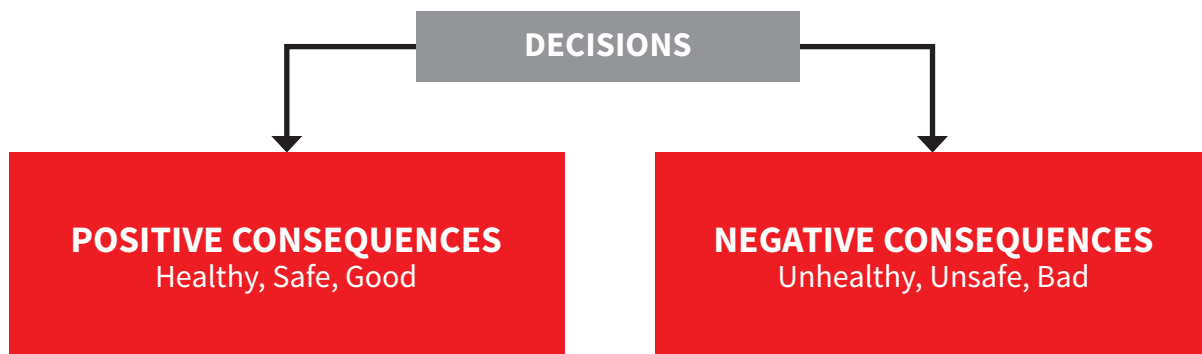 DECISIONS
POSITIVE CONSEQUENCES
Healthy, Safe, Good
NEGATIVE CONSEQUENCES
Unhealthy, Unsafe, Bad